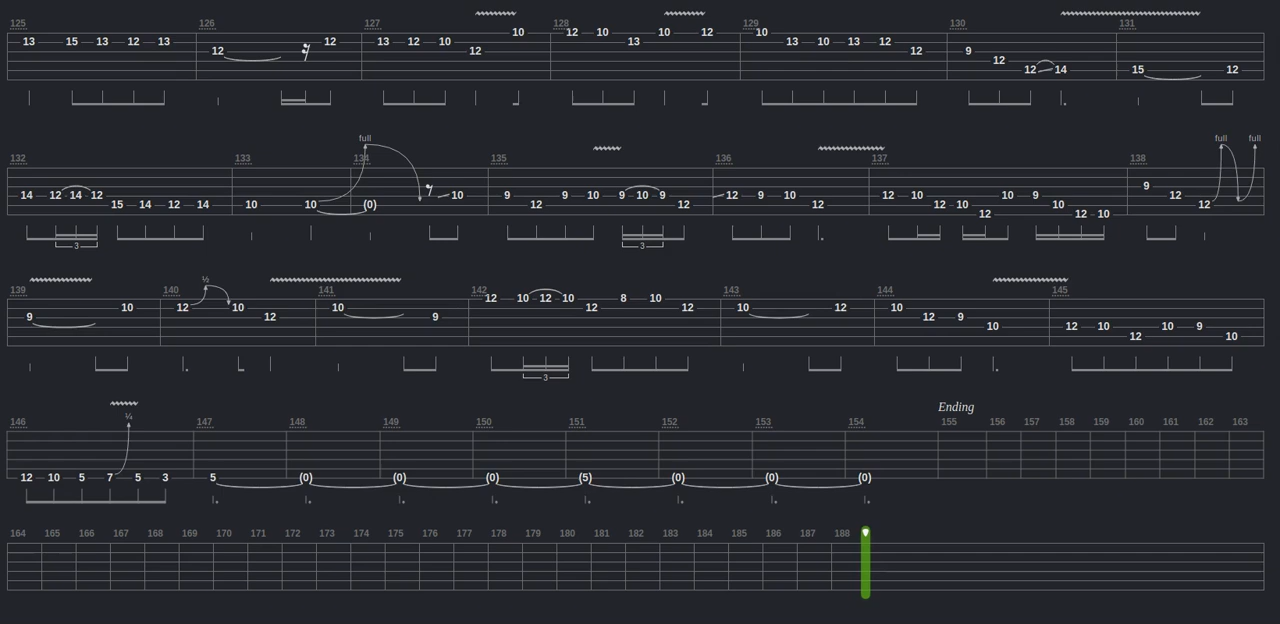 125 126 127 128 129 130 131
12 10 10 12 10
13 15 13 12 13 12 13 12 10 13 13 10 13 12
12 12 12 9
12
12 14 15 12
full
132 133 134 135 136 137 138
full full
9
14 12 14 12 10 9 9 10 9 10 9 12 9 10 12 10 10 9 12
15 14 12 14 10 10 (0) 12 12 12 12 10 10 12
12 12 10
3 3
½
139 140 141 142 143 144 145
12 10 12 10 8 10
10 12 10 10 12 12 10 12 10
9 12 9 12 9
10 12 10 10 9
12 10
3
Ending
¼
146 147 148 149 150 151 152 153 154 155 156 157 158 159 160 161 162 163
12 10 5 7 5 3 5 (0) (0) (0) (5) (0) (0) (0)
164 165 166 167 168 169 170 171 172 173 174 175 176 177 178 179 180 181 182 183 184 185 186 187 188